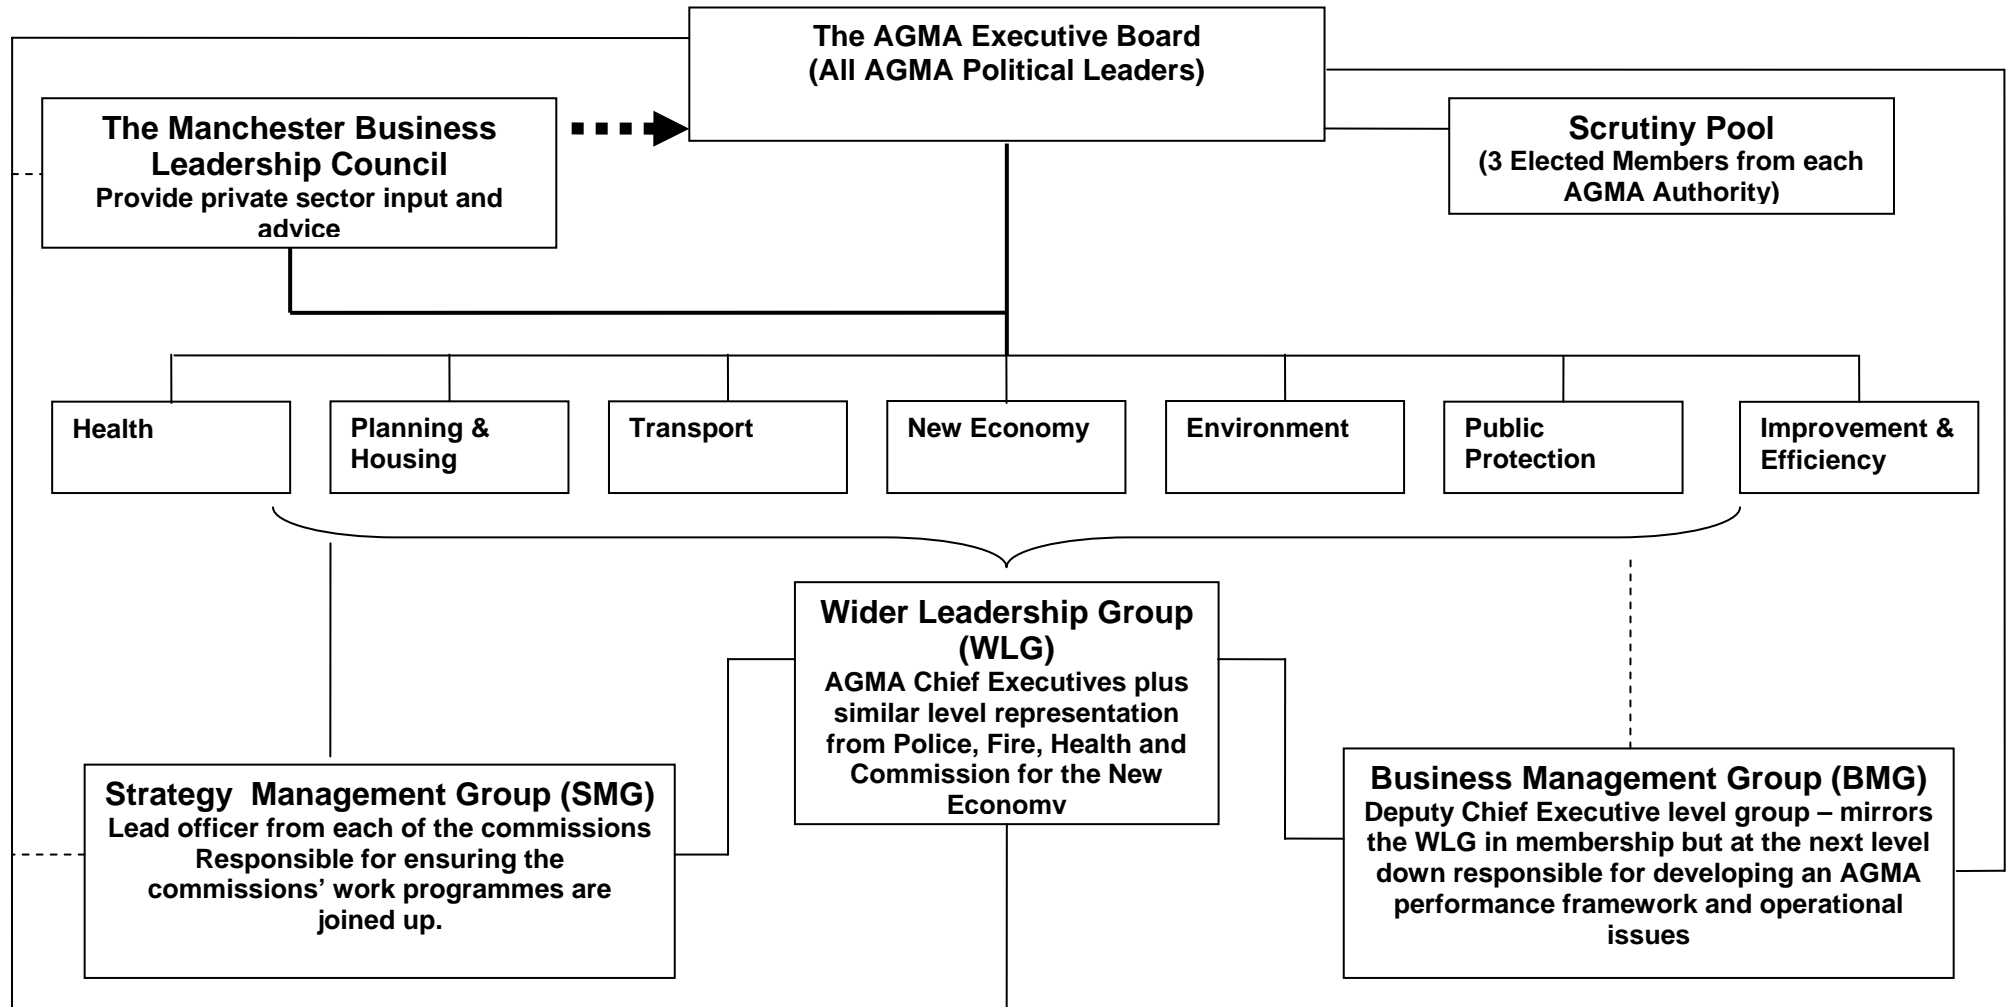 The AGMA Executive Board
(All AGMA Political Leaders)
The Manchester Business
Leadership Council
Provide private sector input and
advice
Scrutiny Pool
(3 Elected Members from each
AGMA Authority)
Health
Planning &
Housing
Transport
New Economy
Environment
Public
Protection
Improvement &
Efficiency
Wider Leadership Group
(WLG)
AGMA Chief Executives plus
similar level representation
from Police, Fire, Health and
Commission for the New
Economy
Strategy  Management Group (SMG)
Lead officer from each of the commissions
Responsible for ensuring the
commissions’ work programmes are
joined up.
Business Management Group (BMG)
Deputy Chief Executive level group – mirrors
the WLG in membership but at the next level
down responsible for developing an AGMA
performance framework and operational
issues